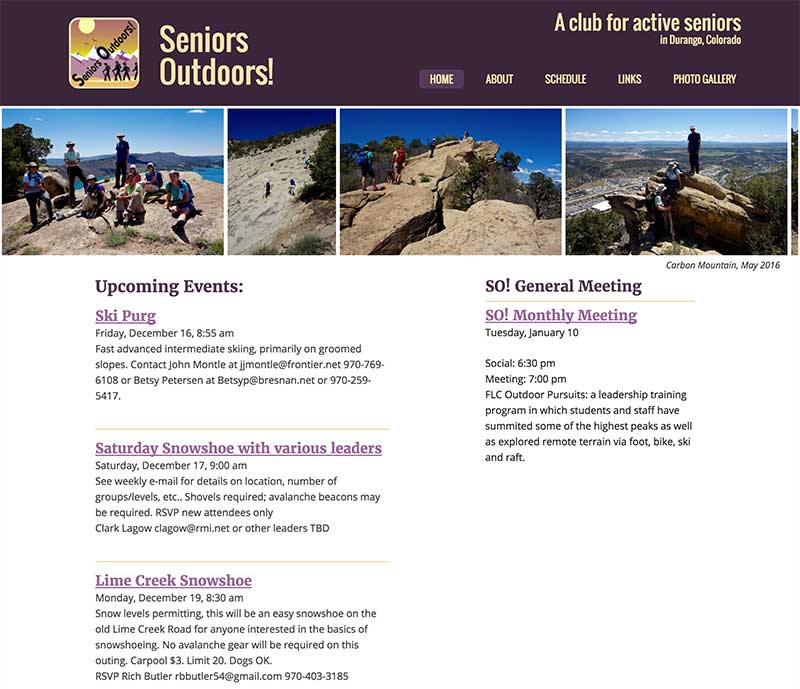 Seniors Outdoors!
Seniors
Outdoors!
A club for active seniors
in Durango, Colorado
HOME
ABOUT
SCHEDULE
LINKS
PHOTO GALLERY
Carbon Mountain, May 2016
Upcoming Events:
Ski Purg
Friday, December 16, 8:55 am
Fast advanced intermediate skiing, primarily on groomed
slopes. Contact John Montle at jjmontle@frontier.net 970-769-
6108 or Betsy Petersen at Betsyp@bresnan.net or 970-259-
5417.
Saturday Snowshoe with various leaders
Saturday, December 17, 9:00 am
See weekly e-mail for details on location, number of
groups/levels, etc.. Shovels required; avalanche beacons may
be required. RSVP new attendees only
Clark Lagow clagow@rmi.net or other leaders TBD
Lime Creek Snowshoe
Monday, December 19, 8:30 am
Snow levels permitting, this will be an easy snowshoe on the
old Lime Creek Road for anyone interested in the basics of
snowshoeing. No avalanche gear will be required on this
outing. Carpool $3. Limit 20. Dogs OK.
RSVP Rich Butler rbbutler54@gmail.com 970-403-3185
SO! General Meeting
SO! Monthly Meeting
Tuesday, January 10
Social: 6:30 pm
Meeting: 7:00 pm
FLC Outdoor Pursuits: a leadership training
program in which students and staff have
summited some of the highest peaks as well
as explored remote terrain via foot, bike, ski
and raft.